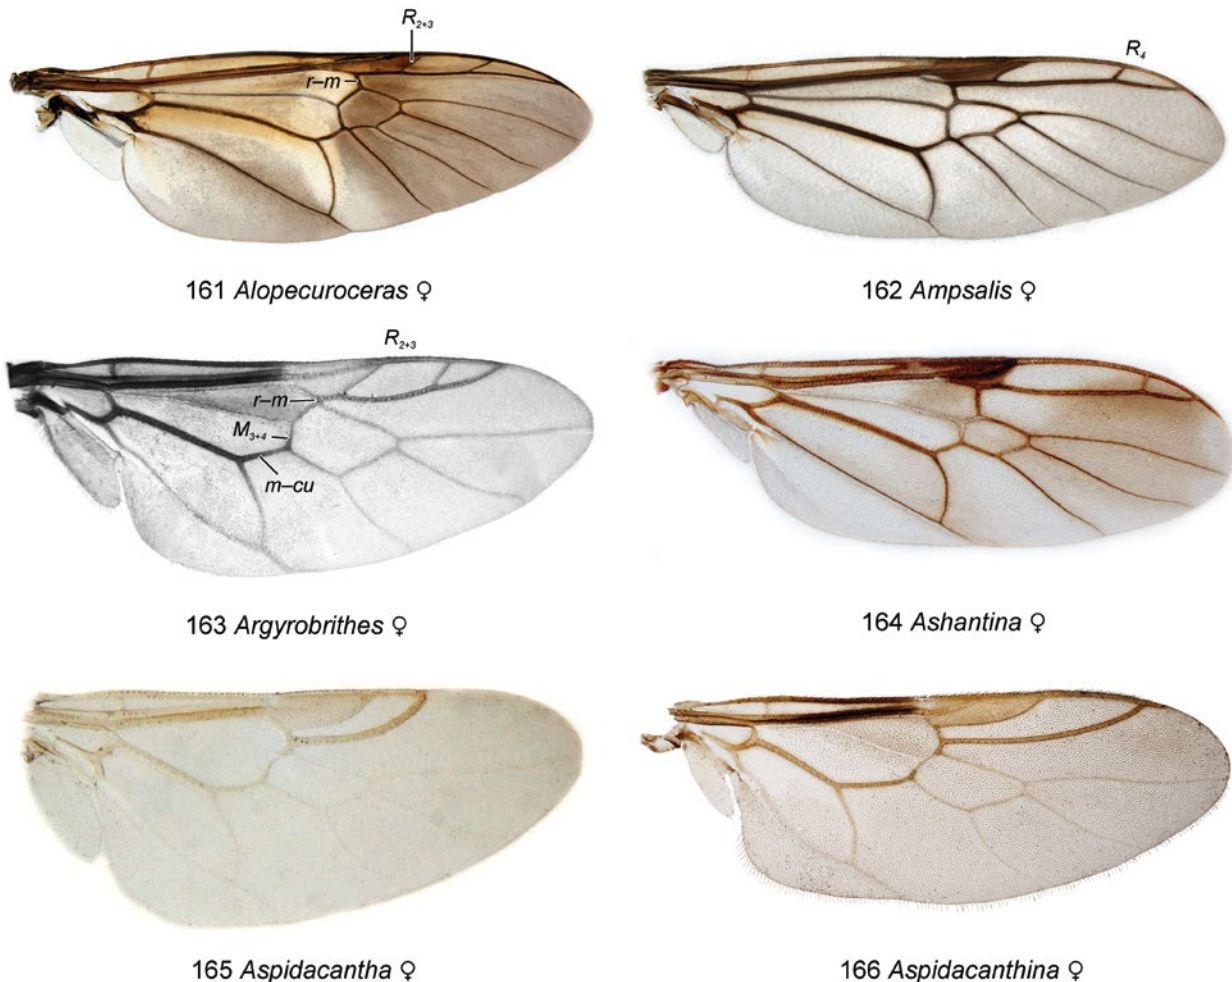 R2+3
r–m
R4
161 Alopecuroceras ♀
162 Ampsalis ♀
R2+3
r–m
M3+4
m–cu
163 Argyrobrithes ♀
164 Ashantina ♀
165 Aspidacantha ♀
166 Aspidacanthina ♀